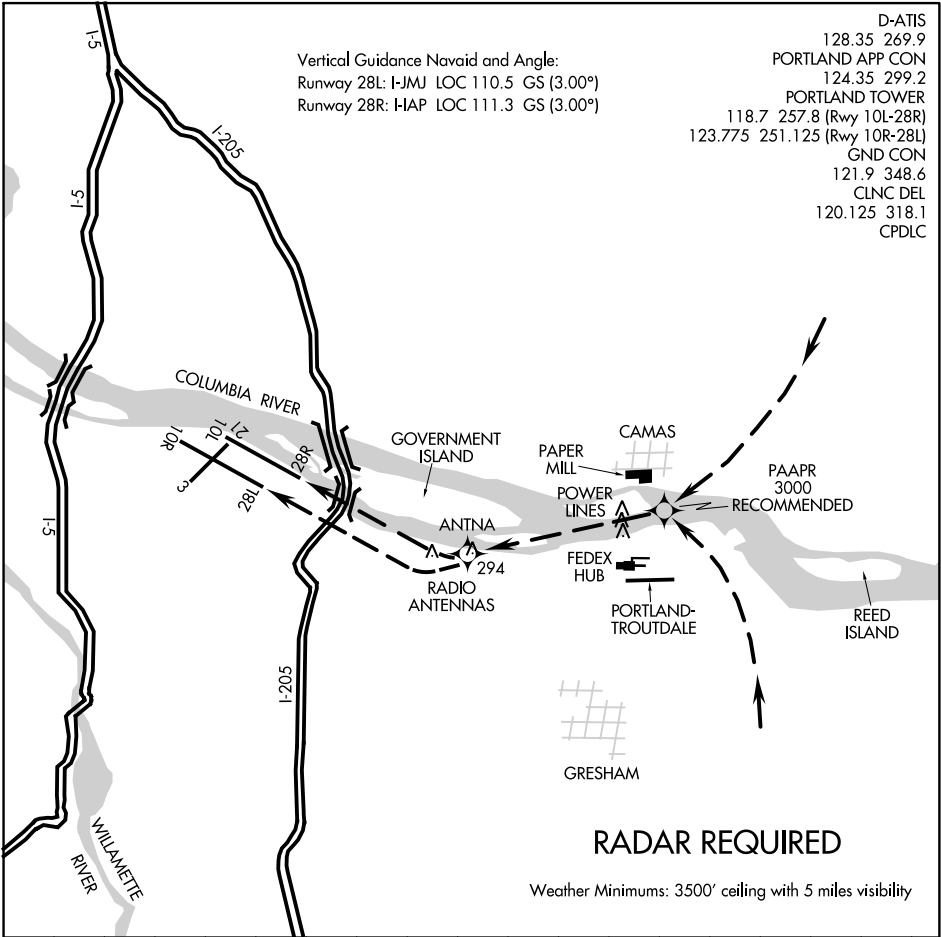 D-ATIS
128.35 269.9
PORTLAND APP CON
124.35 299.2
PORTLAND TOWER
118.7 257.8 (Rwy 10L-28R)
123.775 251.125 (Rwy 10R-28L)
GND CON
121.9 348.6
CLNC DEL
120.125 318.1
CPDLC
Vertical Guidance Navaid and Angle:
Runway 28L: I-JMJ LOC 110.5 GS (3.00°)
Runway 28R: I-IAP LOC 111.3 GS (3.00°)
I-5
I-205
I-5
COLUMBIA RIVER
10R
10L
21
3
28R
28L
GOVERNMENT
ISLAND
CAMAS
PAPER
MILL
POWER
LINES
PAAPR
3000
RECOMMENDED
ANTNA
294
RADIO
ANTENNAS
FEDEX
HUB
PORTLAND-
TROUTDALE
REED
ISLAND
I-5
I-205
GRESHAM
WILLAMETTE
RIVER
RADAR REQUIRED
Weather Minimums: 3500' ceiling with 5 miles visibility